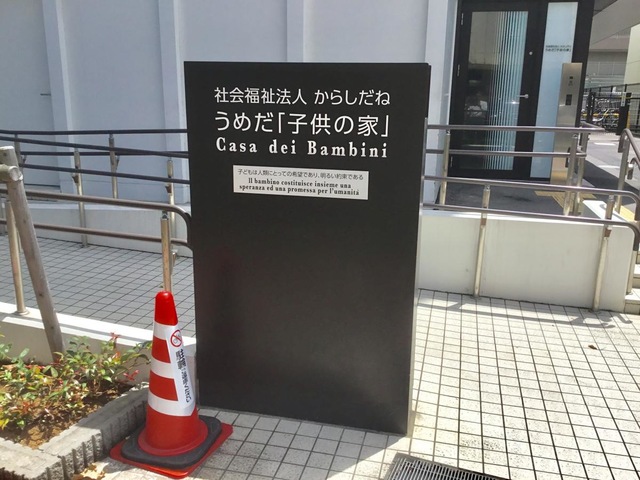 社会福祉法人 からしだね
うめだ「子供の家」
Casa dei Bambini
子どもは人類にとっての希望であり、明るい約束である
Il bambino costituisce insieme una
speranza ed una promessa per l'umanitá